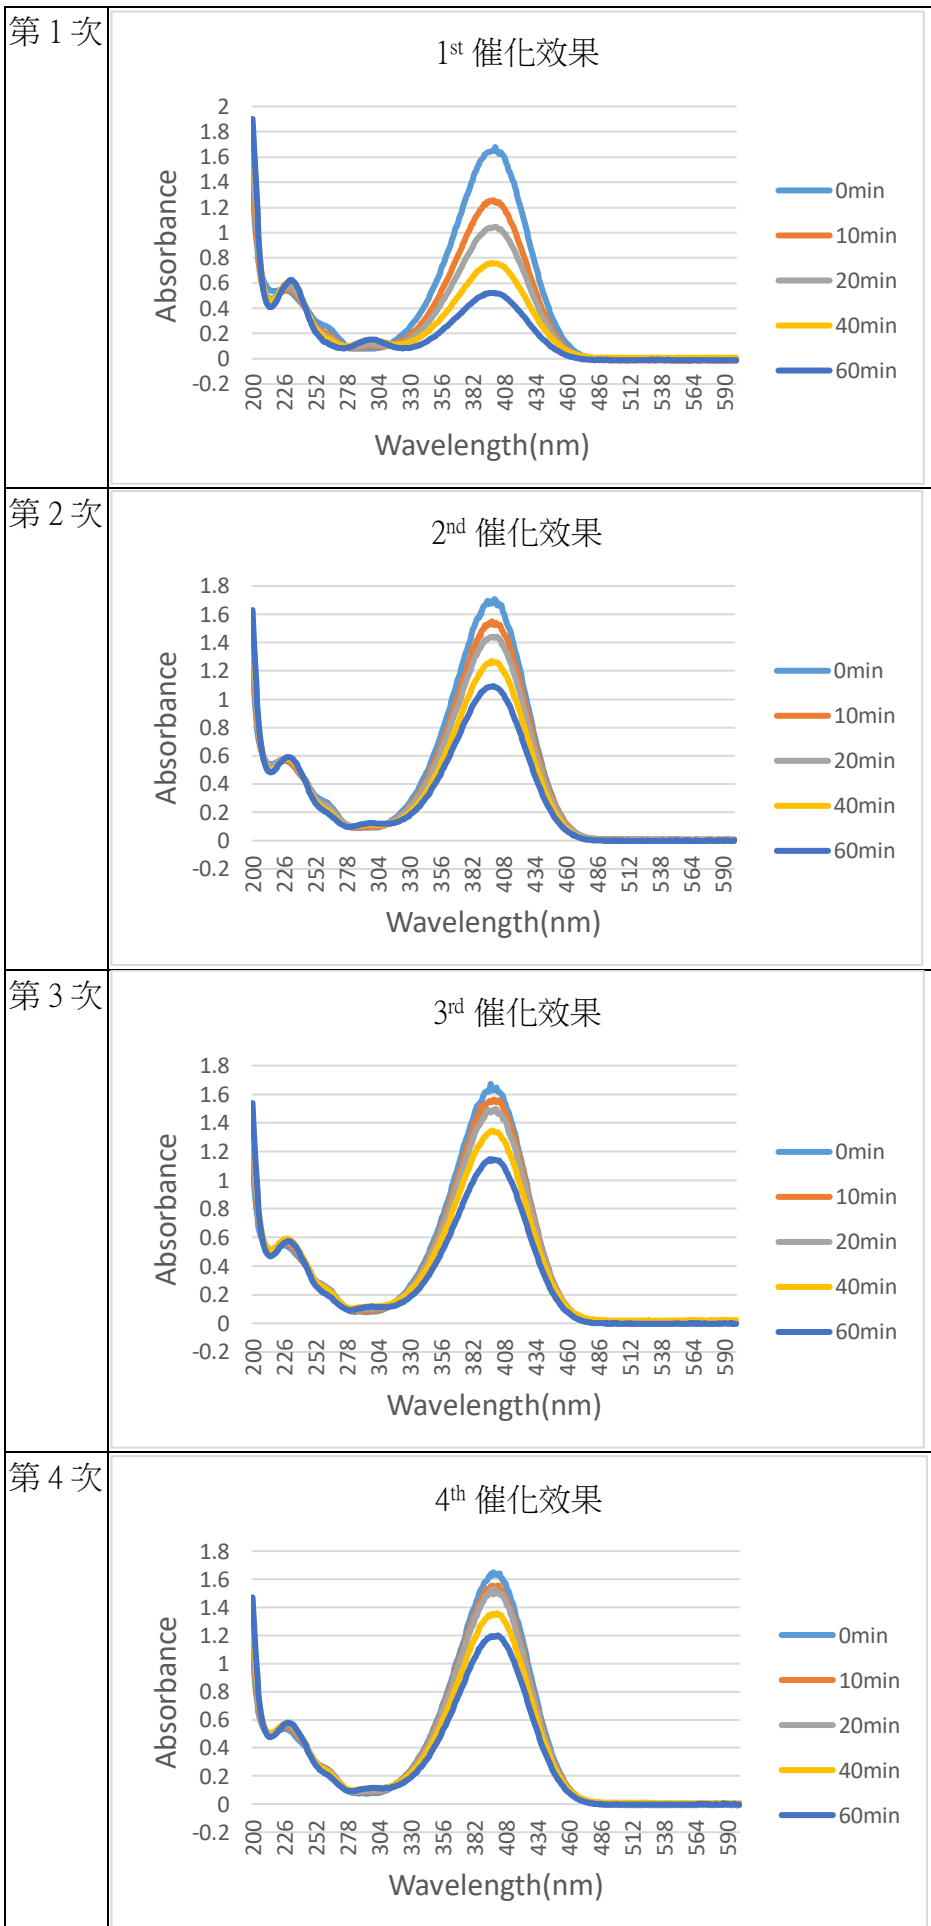 第 1 次
1st 催化效果
2
1.8
1.6
1.4
1.2
1
0.8
0.6
0.4
0.2
0
-0.2
Absorbance
200 226 252 278 304 330 356 382 408 434 460 486 512 538 564 590
Wavelength(nm)
0min
10min
20min
40min
60min
第 2 次
2nd 催化效果
1.8
1.6
1.4
1.2
1
0.8
0.6
0.4
0.2
0
-0.2
Absorbance
200 226 252 278 304 330 356 382 408 434 460 486 512 538 564 590
Wavelength(nm)
0min
10min
20min
40min
60min
第 3 次
3rd 催化效果
1.8
1.6
1.4
1.2
1
0.8
0.6
0.4
0.2
0
-0.2
Absorbance
200 226 252 278 304 330 356 382 408 434 460 486 512 538 564 590
Wavelength(nm)
0min
10min
20min
40min
60min
第 4 次
4th 催化效果
1.8
1.6
1.4
1.2
1
0.8
0.6
0.4
0.2
0
-0.2
Absorbance
200 226 252 278 304 330 356 382 408 434 460 486 512 538 564 590
Wavelength(nm)
0min
10min
20min
40min
60min